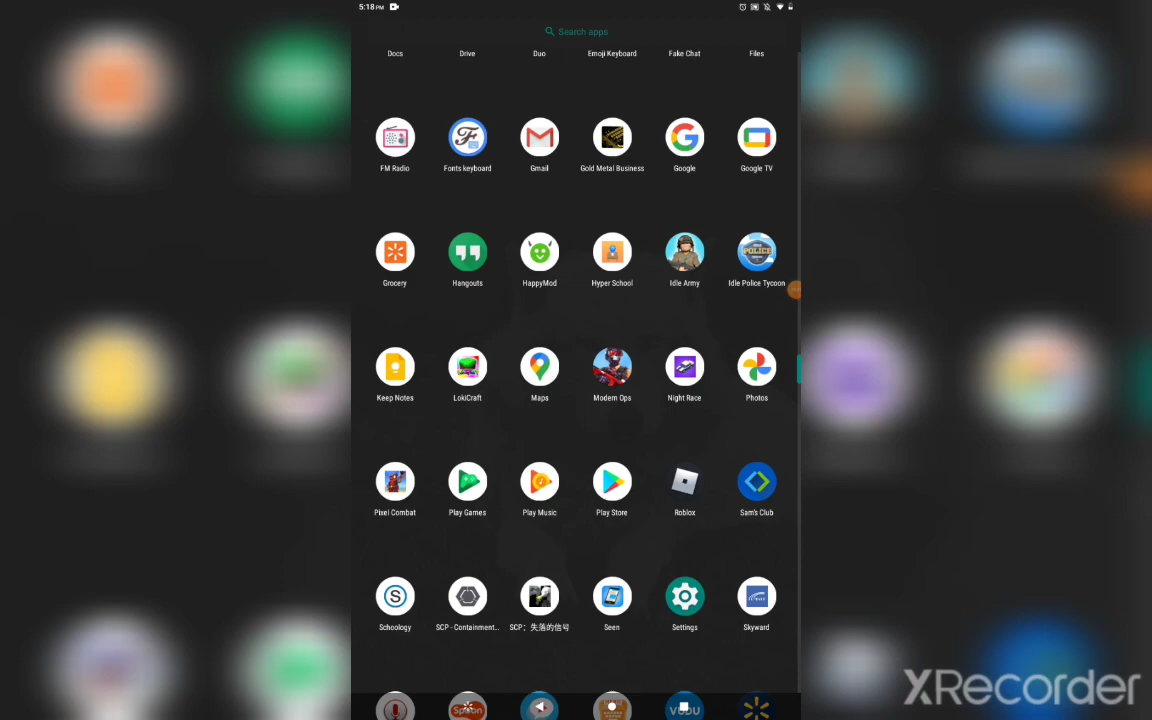 5:18 PM
Search apps
Docs Drive Duo Emoji Keyboard Fake Chat Files
FM Radio Fonts keyboard Gmail Gold Metal Business Google Google TV
POLICE
Grocery Hangouts HappyMod Hyper School Idle Army Idle Police Tycoon
Keep Notes LokiCraft Maps Modern Ops Night Race Photos
Pixel Combat Play Games Play Music Play Store Roblox Sam's Club
Schoology SCP - Containment... SCP：失落的信号 Seen Settings Skyward
Spoon VUDU
XRecorder